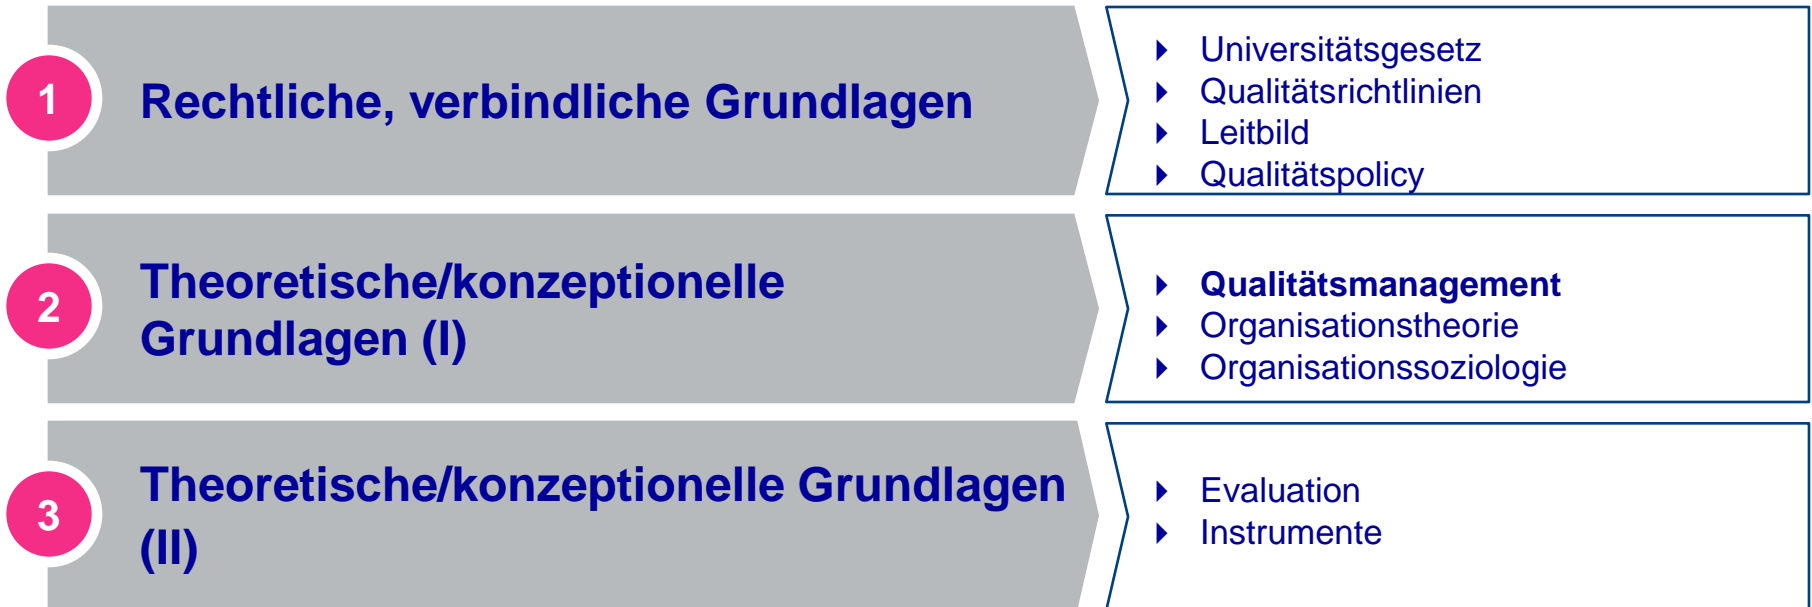 1
Rechtliche, verbindliche Grundlagen
Universitätsgesetz
Qualitätsrichtlinien
Leitbild
Qualitätspolicy
2
Theoretische/konzeptionelle
Grundlagen (I)
Qualitätsmanagement
Organisationstheorie
Organisationssoziologie
3
Theoretische/konzeptionelle Grundlagen
(II)
Evaluation
Instrumente